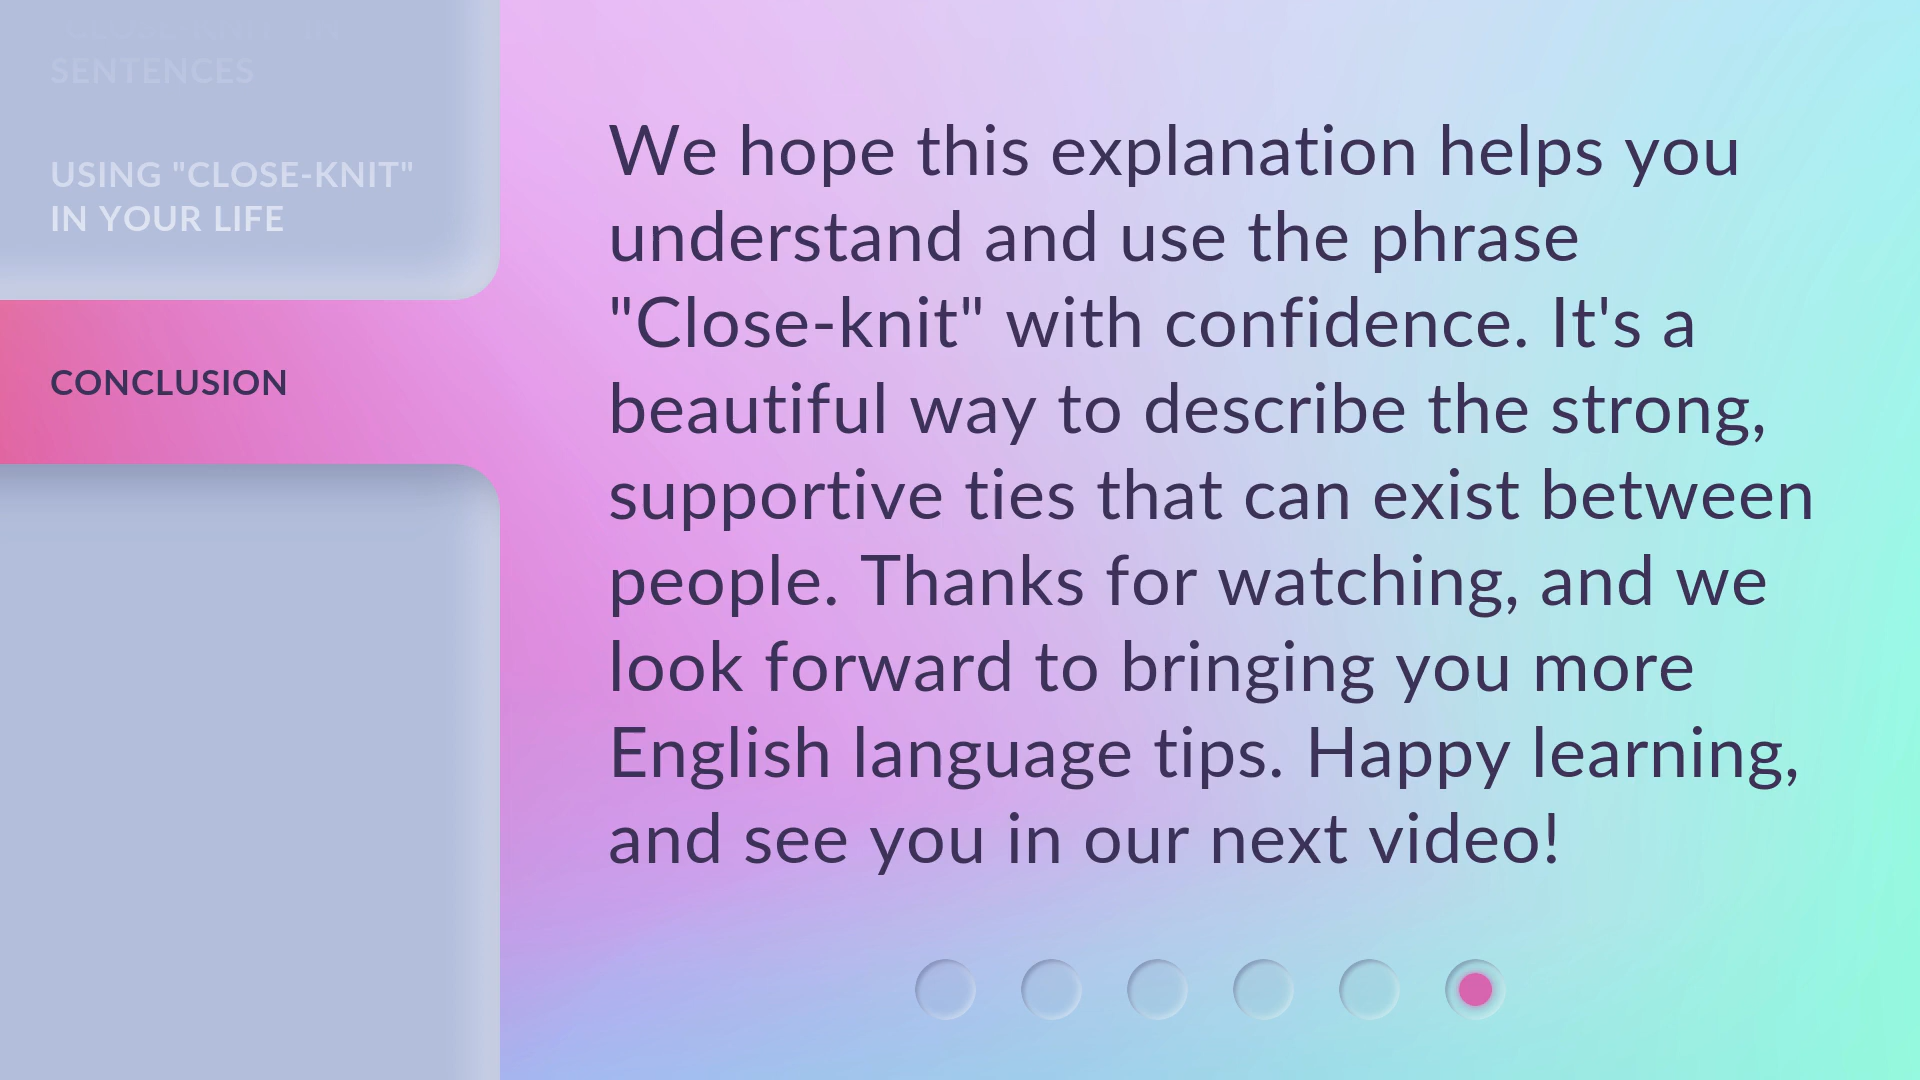 SENTENCES
USING "CLOSE-KNIT"
IN YOUR LIFE
CONCLUSION
We hope this explanation helps you
understand and use the phrase
"Close-knit" with confidence. It's a
beautiful way to describe the strong,
supportive ties that can exist between
people. Thanks for watching, and we
look forward to bringing you more
English language tips. Happy learning,
and see you in our next video!